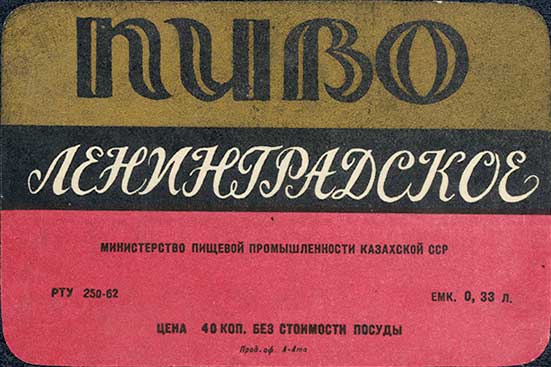 ПИВО
ЛЕНИНГРАДСКОЕ
МИНИСТЕРСТВО ПИЩЕВОЙ ПРОМЫШЛЕННОСТИ КАЗАХСКОЙ ССР
РТУ 250-62 ЕМК. 0, 33 Л.
ЦЕНА 40 КОП. БЕЗ СТОИМОСТИ ПОСУДЫ
Прод. оф. А-Ата